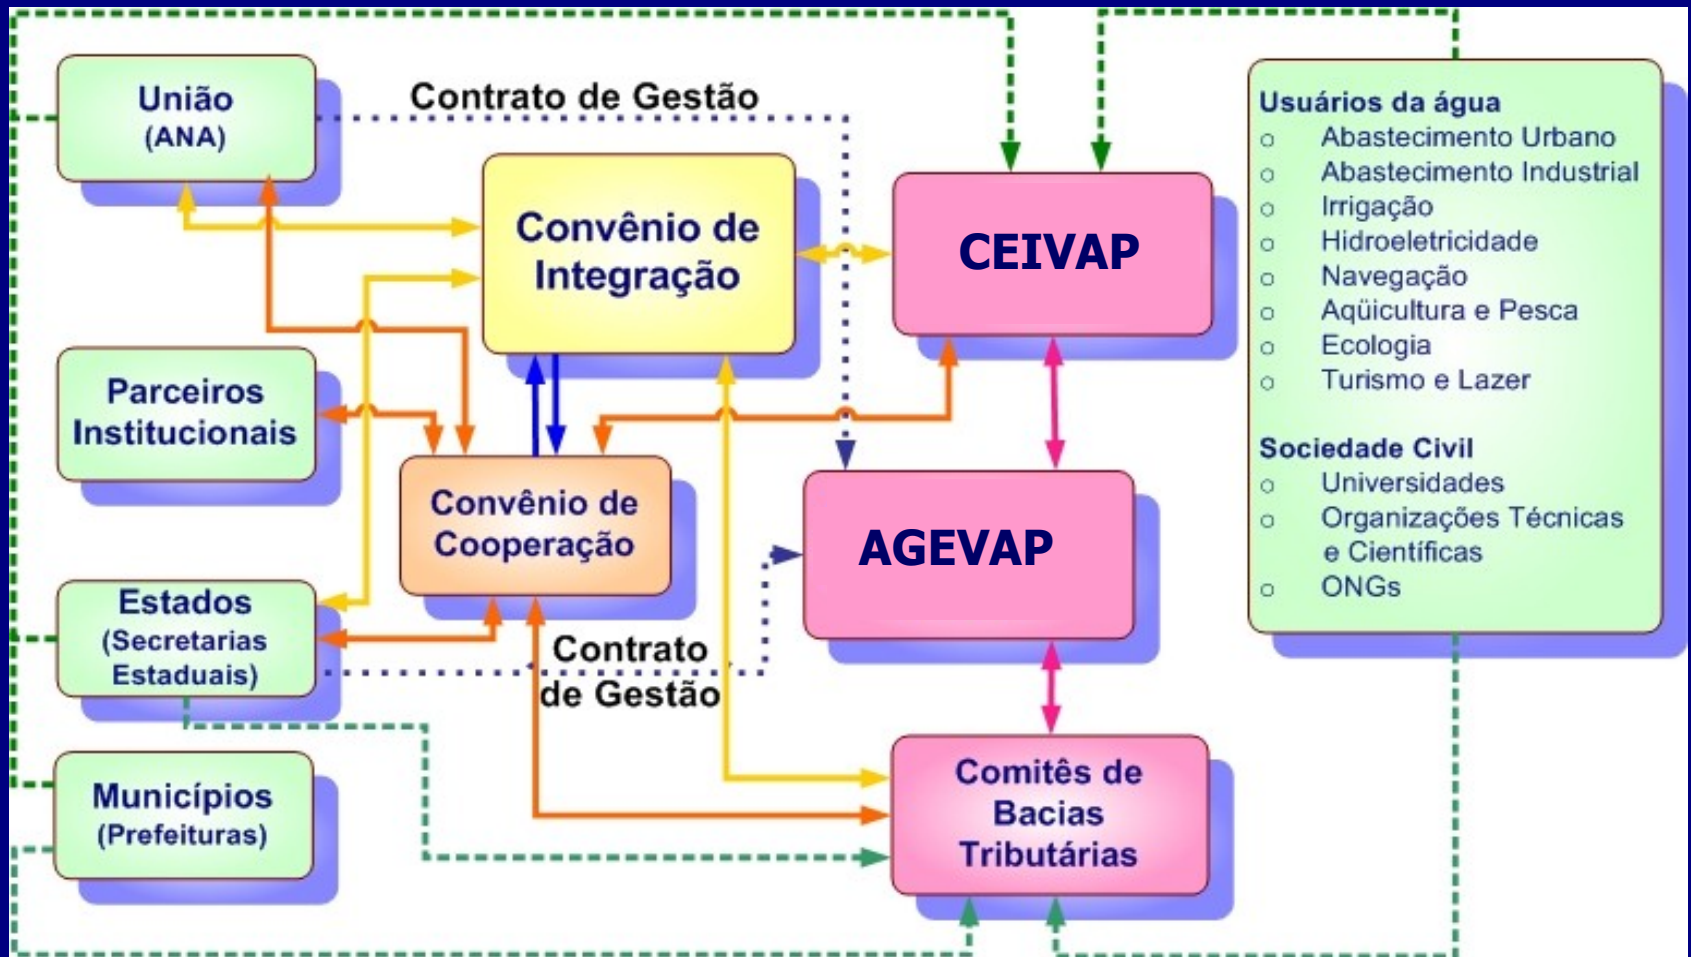 União
(ANA)
Contrato de Gestão
Convênio de
Integração
CEIVAP
Parceiros
Institucionais
Convênio de
Cooperação
AGEVAP
Estados
(Secretarias
Estaduais)
Contrato
de Gestão
Municípios
(Prefeituras)
Comitês de
Bacias
Tributárias
Usuários da água
o Abastecimento Urbano
o Abastecimento Industrial
o Irrigação
o Hidroeletricidade
o Navegação
o Aqüicultura e Pesca
o Ecologia
o Turismo e Lazer
Sociedade Civil
o Universidades
o Organizações Técnicas
e Científicas
o ONGs